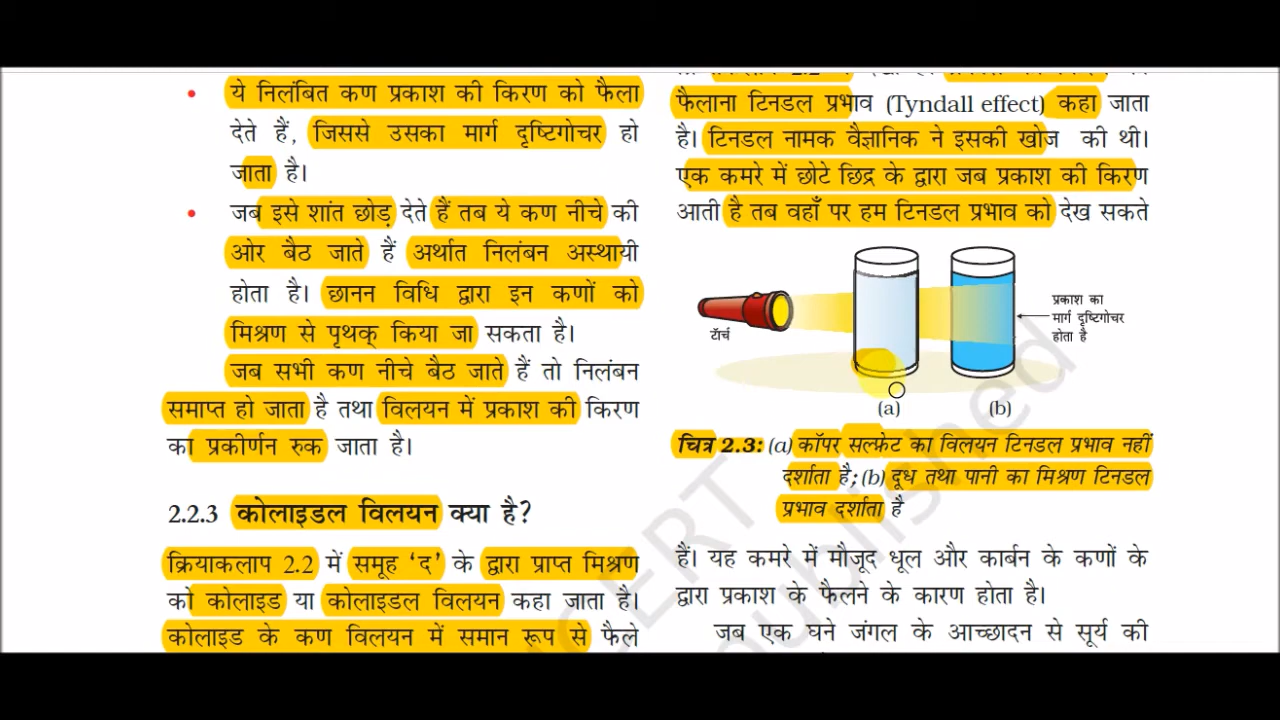 • ये निलंबित कण प्रकाश की किरण को फैला
देते हैं, जिससे उसका मार्ग दृष्टिगोचर हो
जाता है।
• जब इसे शांत छोड़ देते हैं तब ये कण नीचे की
ओर बैठ जाते हैं अर्थात निलंबन अस्थायी
होता है। छानन विधि द्वारा इन कणों को
मिश्रण से पृथक् किया जा सकता है।
जब सभी कण नीचे बैठ जाते हैं तो निलंबन
समाप्त हो जाता है तथा विलयन में प्रकाश की किरण
का प्रकीर्णन रुक जाता है।
2.2.3 कोलाइडल विलयन क्या है?
क्रियाकलाप 2.2 में समूह ‘द’ के द्वारा प्राप्त मिश्रण
को कोलाइड या कोलाइडल विलयन कहा जाता है।
कोलाइड के कण विलयन में समान रूप से फैले
फैलाना टिनडल प्रभाव (Tyndall effect) कहा जाता
है। टिनडल नामक वैज्ञानिक ने इसकी खोज की थी।
एक कमरे में छोटे छिद्र के द्वारा जब प्रकाश की किरण
आती है तब वहाँ पर हम टिनडल प्रभाव को देख सकते
टॉर्च
प्रकाश का
मार्ग दृष्टिगोचर
होता है
(a) (b)
चित्र 2.3: (a) कॉपर सल्फ़ेट का विलयन टिनडल प्रभाव नहीं
दर्शाता है; (b) दूध तथा पानी का मिश्रण टिनडल
प्रभाव दर्शाता है
हैं। यह कमरे में मौजूद धूल और कार्बन के कणों के
द्वारा प्रकाश के फैलने के कारण होता है।
जब एक घने जंगल के आच्छादन से सूर्य की